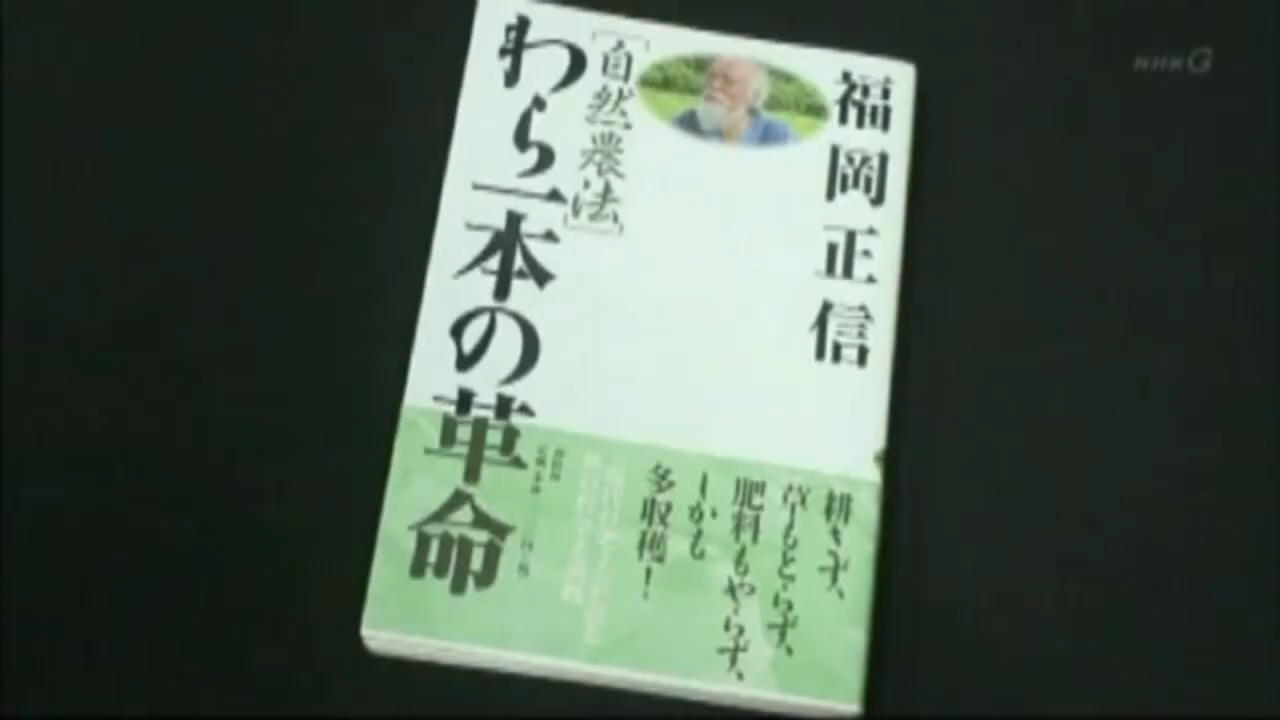 福岡正信
[自然農法]
わら一本の革命
耕さず、
草もとらず、
肥料もやらず、
しかも
多収穫!
NHK G